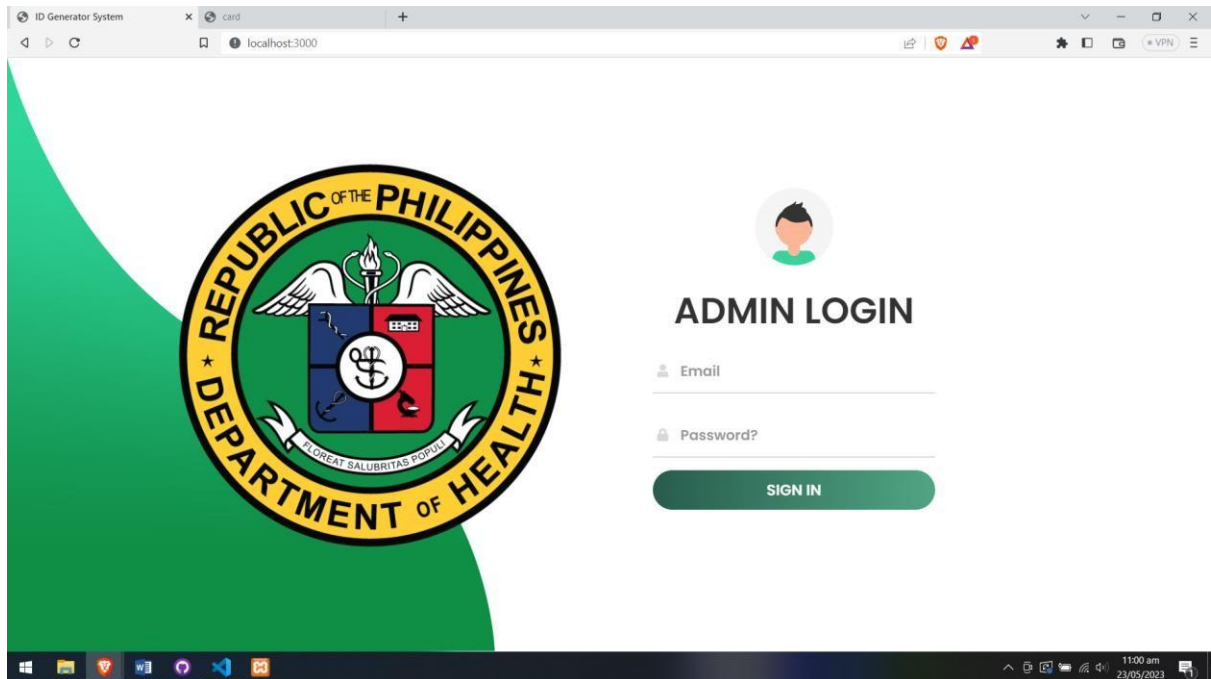 ID Generator System
card
localhost:3000
VPN
REPUBLIC OF THE PHILIPPINES
DEPARTMENT OF HEALTH
FLOREAT SALUBRITAS POPULI
ADMIN LOGIN
Email
Password?
SIGN IN
11:00 am
23/05/2023